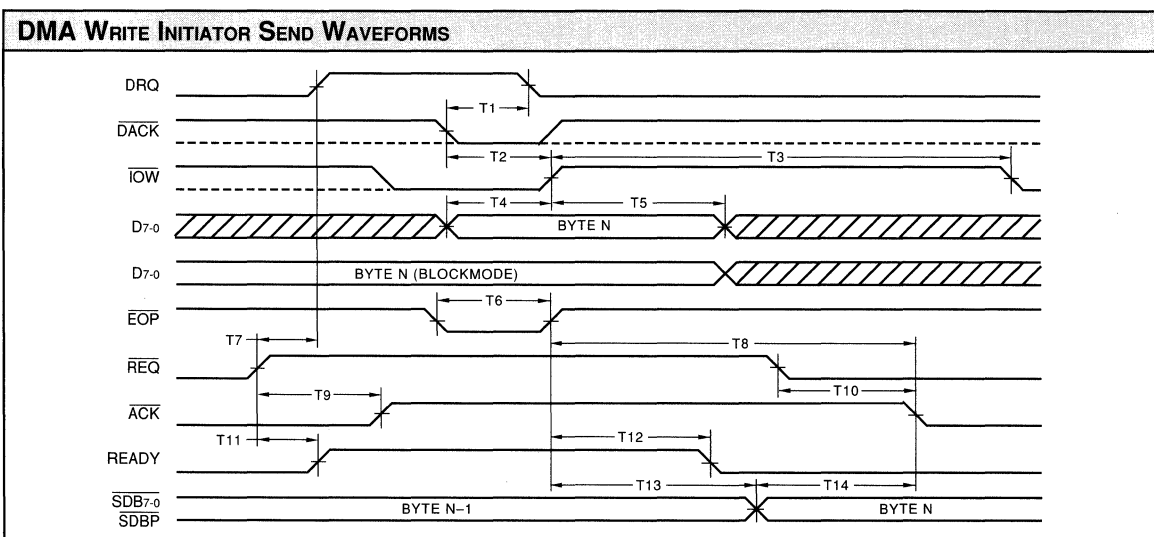 DMA WRITE INITIATOR SEND WAVEFORMS
DRQ
T1
DACK
T2
T3
IOW
T4
T5
D7-0
BYTE N
D7-0
BYTE N (BLOCKMODE)
T6
EOP
T7
T8
REQ
T9
T10
ACK
T11
T12
READY
T13
T14
SDB7-0
SDBP
BYTE N–1
BYTE N